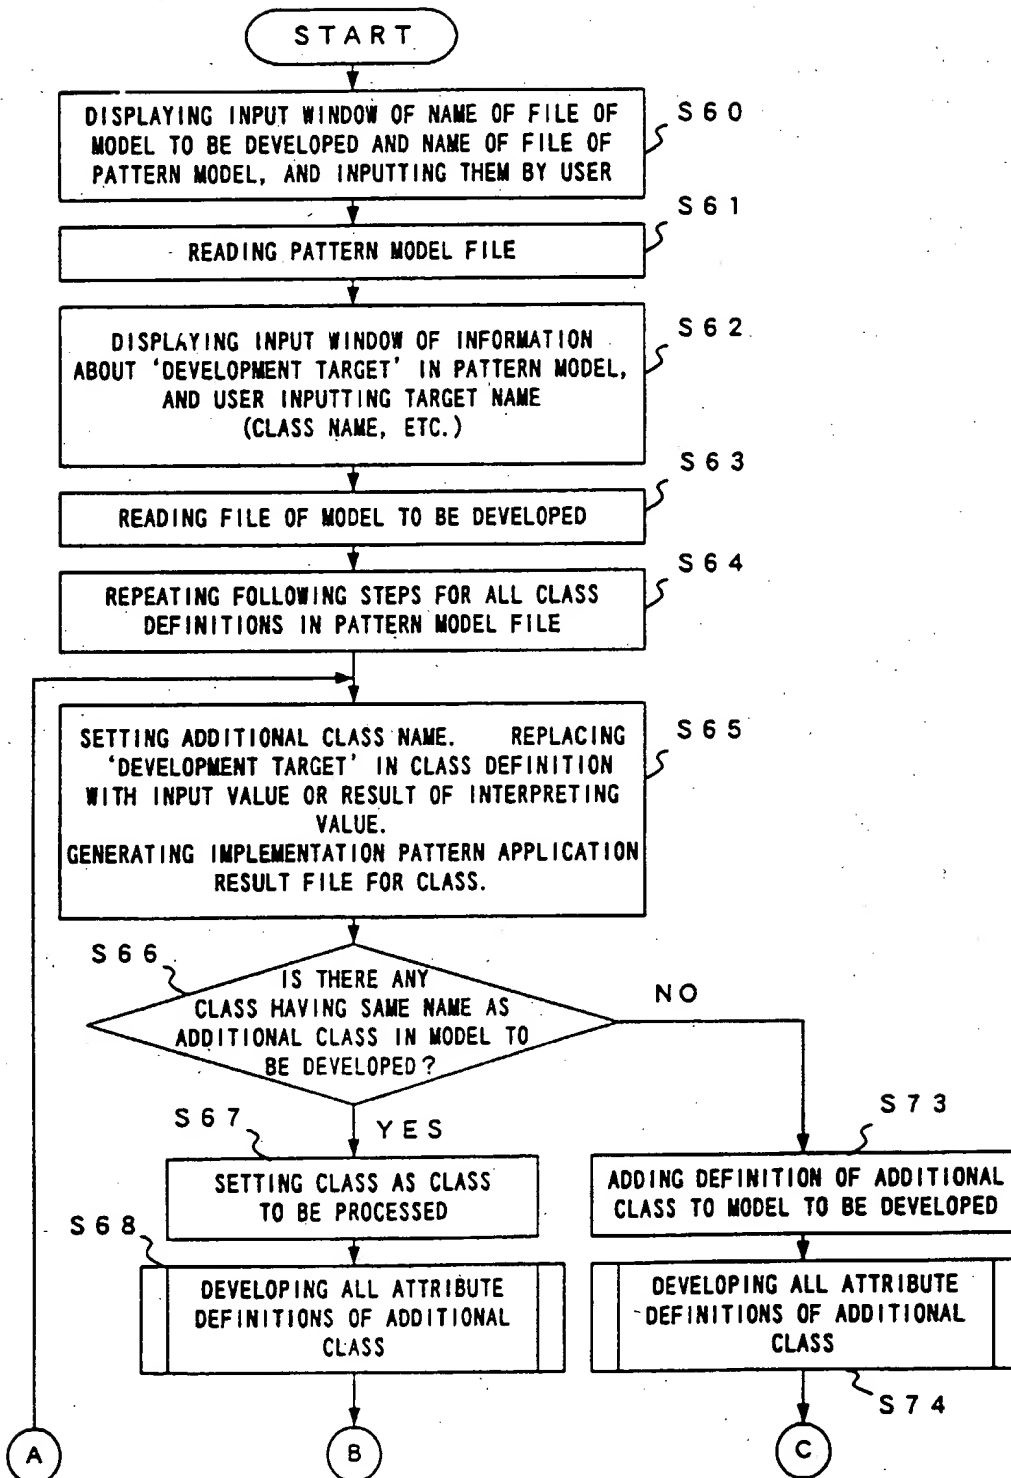 START
DISPLAYING INPUT WINDOW OF NAME OF FILE OF
MODEL TO BE DEVELOPED AND NAME OF FILE OF
PATTERN MODEL, AND INPUTTING THEM BY USER
S60
S61
READING PATTERN MODEL FILE
S62
DISPLAYING INPUT WINDOW OF INFORMATION
ABOUT 'DEVELOPMENT TARGET' IN PATTERN MODEL,
AND USER INPUTTING TARGET NAME
(CLASS NAME, ETC.)
S63
READING FILE OF MODEL TO BE DEVELOPED
S64
REPEATING FOLLOWING STEPS FOR ALL CLASS
DEFINITIONS IN PATTERN MODEL FILE
S65
SETTING ADDITIONAL CLASS NAME. REPLACING
'DEVELOPMENT TARGET' IN CLASS DEFINITION
WITH INPUT VALUE OR RESULT OF INTERPRETING
VALUE.
GENERATING IMPLEMENTATION PATTERN APPLICATION
RESULT FILE FOR CLASS.
S66
IS THERE ANY
CLASS HAVING SAME NAME AS
ADDITIONAL CLASS IN MODEL TO
BE DEVELOPED?
NO
YES
S67
SETTING CLASS AS CLASS
TO BE PROCESSED
S73
ADDING DEFINITION OF ADDITIONAL
CLASS TO MODEL TO BE DEVELOPED
S68
DEVELOPING ALL ATTRIBUTE
DEFINITIONS OF ADDITIONAL
CLASS
DEVELOPING ALL ATTRIBUTE
DEFINITIONS OF ADDITIONAL
CLASS
S74
A
B
C